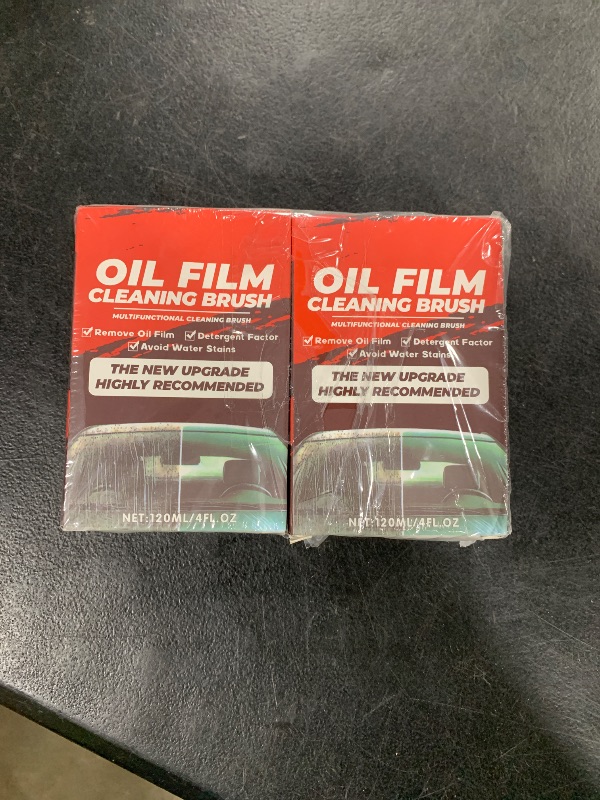 OIL FILM
CLEANING BRUSH
MULTIFUNCTIONAL CLEANING BRUSH
Remove Oil Film Detergent Factor
Avoid Water Stains
THE NEW UPGRADE
HIGHLY RECOMMENDED
NET:120ML/4FL.OZ
OIL FILM
CLEANING BRUSH
MULTIFUNCTIONAL CLEANING BRUSH
Remove Oil Film Detergent Factor
Avoid Water Stains
THE NEW UPGRADE
HIGHLY RECOMMENDED
NET:120ML/4FL.OZ